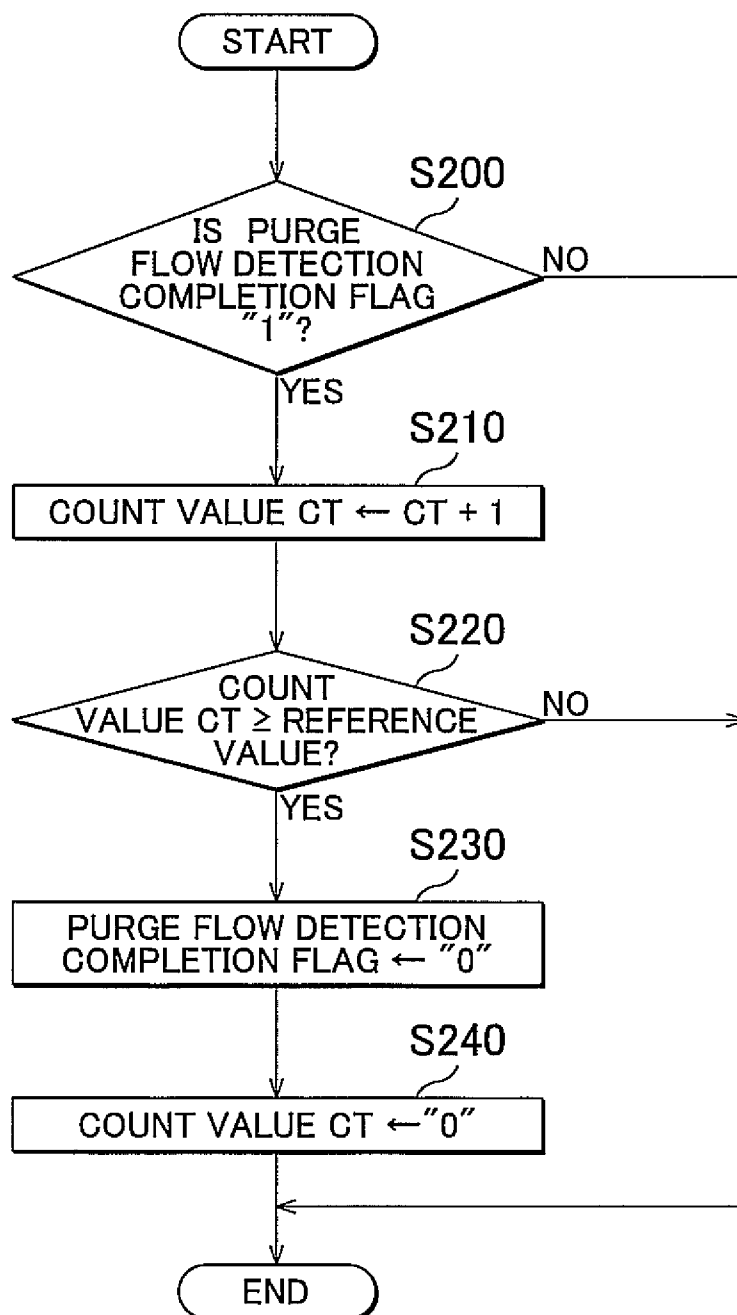 START
S200
IS PURGE
FLOW DETECTION
COMPLETION FLAG
"1"?
NO
YES
S210
COUNT VALUE CT ← CT + 1
S220
COUNT
VALUE CT ≥ REFERENCE
VALUE?
NO
YES
S230
PURGE FLOW DETECTION
COMPLETION FLAG ← "0"
S240
COUNT VALUE CT ← "0"
END